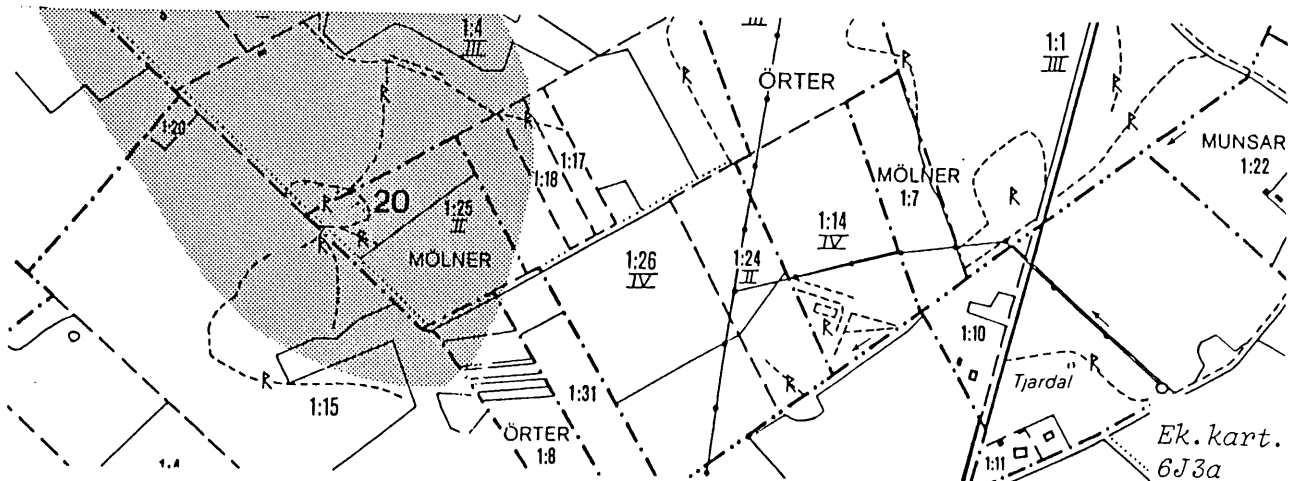 1:4
III
III
1:1
III
ÖRTER
R
R
R
R
R
1:20
R
MUNSAR
1:22
1:17
1:18
MÖLNER
1:7
R
20
R
1:25
II
1:14
IV
R
R
MÖLNER
1:26
IV
1:24
II
R
1:10
R
R
R
Tjardal
R
1:15
1:31
ÖRTER
1:8
1:11
Ek.kart.
6J3a